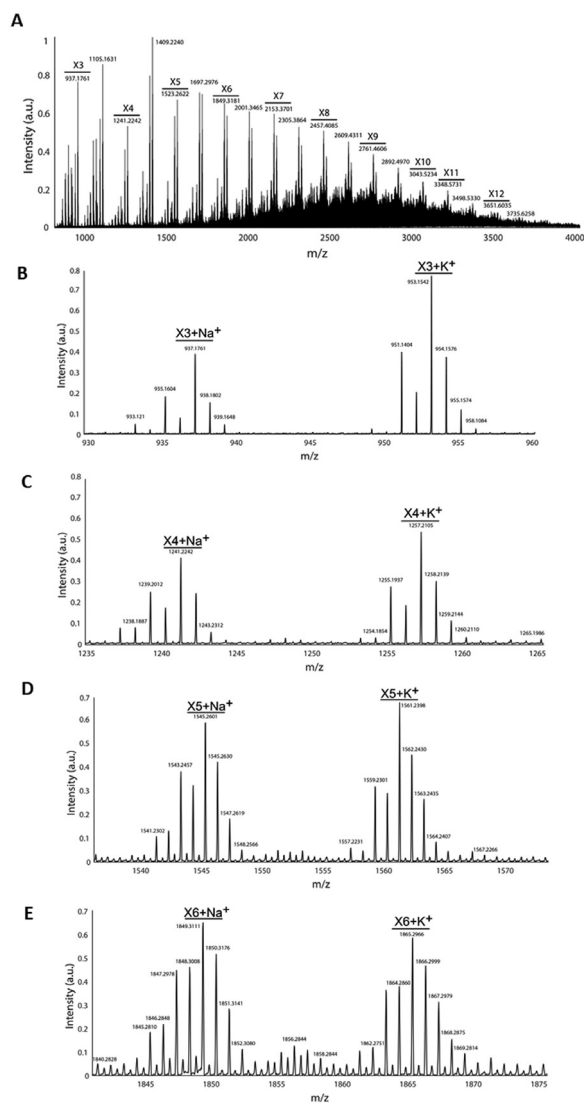 A
1
0.8
0.6
0.4
0.2
0
Intensity (a.u.)
X3
937.1761
1105.1631
X4
1241.2242
1409.2240
X5
1523.2622
1697.2976
X6
1849.3181
2001.3465
X7
2153.3701
2305.3864
X8
2457.4085
2609.4311
X9
2761.4606
2892.4970
X10
3043.5234
X11
3348.5731
3498.5330
X12
3651.6035
3735.6258
1000 1500 2000 2500 3000 3500 4000
m/z
B
0.8
0.7
0.6
0.5
0.4
0.3
0.2
0.1
0
Intensity (a.u.)
X3+Na+
937.1761
933.121
938.1802
939.1648
X3+K+
953.1542
951.1404
954.1576
955.1574
958.1084
930 935 940 945 950 955 960
m/z
C
0.8
0.7
0.6
0.5
0.4
0.3
0.2
0.1
0
Intensity (a.u.)
X4+Na+
1241.2242
1239.2012
1238.1887
1243.2312
X4+K+
1257.2105
1255.1937
1258.2139
1254.1854
1259.2144
1260.2110
1265.1986
1235 1240 1245 1250 1255 1260 1265
m/z
D
0.7
0.6
0.5
0.4
0.3
0.2
0.1
0
Intensity (a.u.)
X5+Na+
1545.2601
1543.2457
1545.2630
1541.2302
1547.2619
1548.2566
X5+K+
1561.2398
1562.2430
1559.2301
1563.2435
1557.2231
1564.2407
1567.2266
1540 1545 1550 1555 1560 1565 1570
m/z
E
0.7
0.6
0.5
0.4
0.3
0.2
0.1
0
Intensity (a.u.)
X6+Na+
1849.3111
1848.3008
1847.2978
1850.3176
1846.2848
1845.2810
1851.3141
1840.2828
1852.3080
1856.2844
1858.2844
X6+K+
1865.2966
1866.2999
1864.2860
1867.2979
1862.2751
1868.2875
1869.2814
1845 1850 1855 1860 1865 1870 1875
m/z